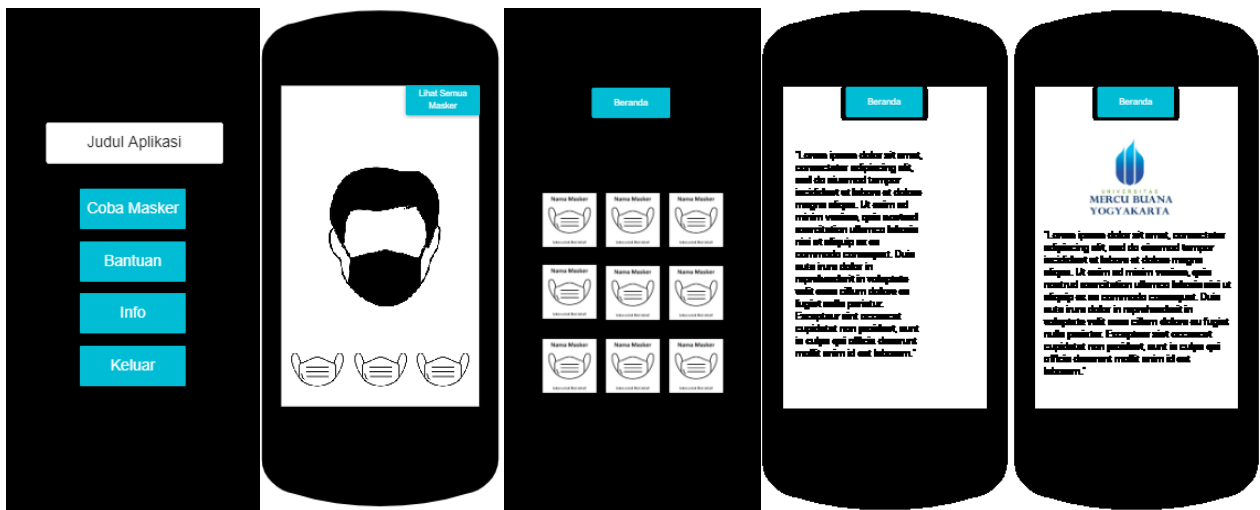 Judul Aplikasi
Coba Masker
Bantuan
Info
Keluar
Lihat Semua
Masker
Beranda
Nama Masker
Nama Masker
Nama Masker
Nama Masker
Nama Masker
Nama Masker
Nama Masker
Nama Masker
Nama Masker
Beranda
"Lorem ipsum dolor sit amet,
consectetur adipiscing elit,
sed do eiusmod tempor
incididunt ut labore et dolore
magna aliqua. Ut enim ad
minim veniam, quis nostrud
exercitation ullamco laboris
nisi ut aliquip ex ea
commodo consequat. Duis
aute irure dolor in
reprehenderit in voluptate
velit esse cillum dolore eu
fugiat nulla pariatur.
Excepteur sint occaecat
cupidatat non proident, sunt
in culpa qui officia deserunt
mollit anim id est laborum."
Beranda
UNIVERSITAS
MERCU BUANA
YOGYAKARTA
"Lorem ipsum dolor sit amet, consectetur
adipiscing elit, sed do eiusmod tempor
incididunt ut labore et dolore magna
aliqua. Ut enim ad minim veniam, quis
nostrud exercitation ullamco laboris nisi ut
aliquip ex ea commodo consequat. Duis
aute irure dolor in reprehenderit in
voluptate velit esse cillum dolore eu fugiat
nulla pariatur. Excepteur sint occaecat
cupidatat non proident, sunt in culpa qui
officia deserunt mollit anim id est
laborum."